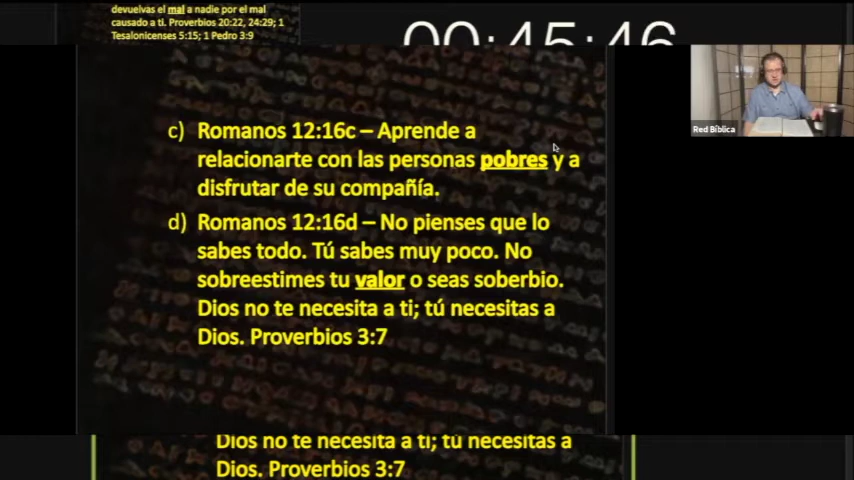 devuelvas el mal a nadie por el mal
causado a ti. Proverbios 20:22, 24:29; 1
Tesalonicenses 5:15; 1 Pedro 3:9
00:45:46
Red Bíblica
c) Romanos 12:16c – Aprende a
relacionarte con las personas pobres y a
disfrutar de su compañía.
d) Romanos 12:16d – No pienses que lo
sabes todo. Tú sabes muy poco. No
sobreestimes tu valor o seas soberbio.
Dios no te necesita a ti; tú necesitas a
Dios. Proverbios 3:7
Dios no te necesita a ti; tú necesitas a
Dios. Proverbios 3:7